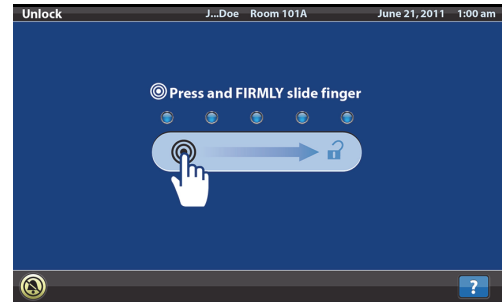 Unlock J...Doe Room 101A June 21, 2011 1:00 am
Press and FIRMLY slide finger
?